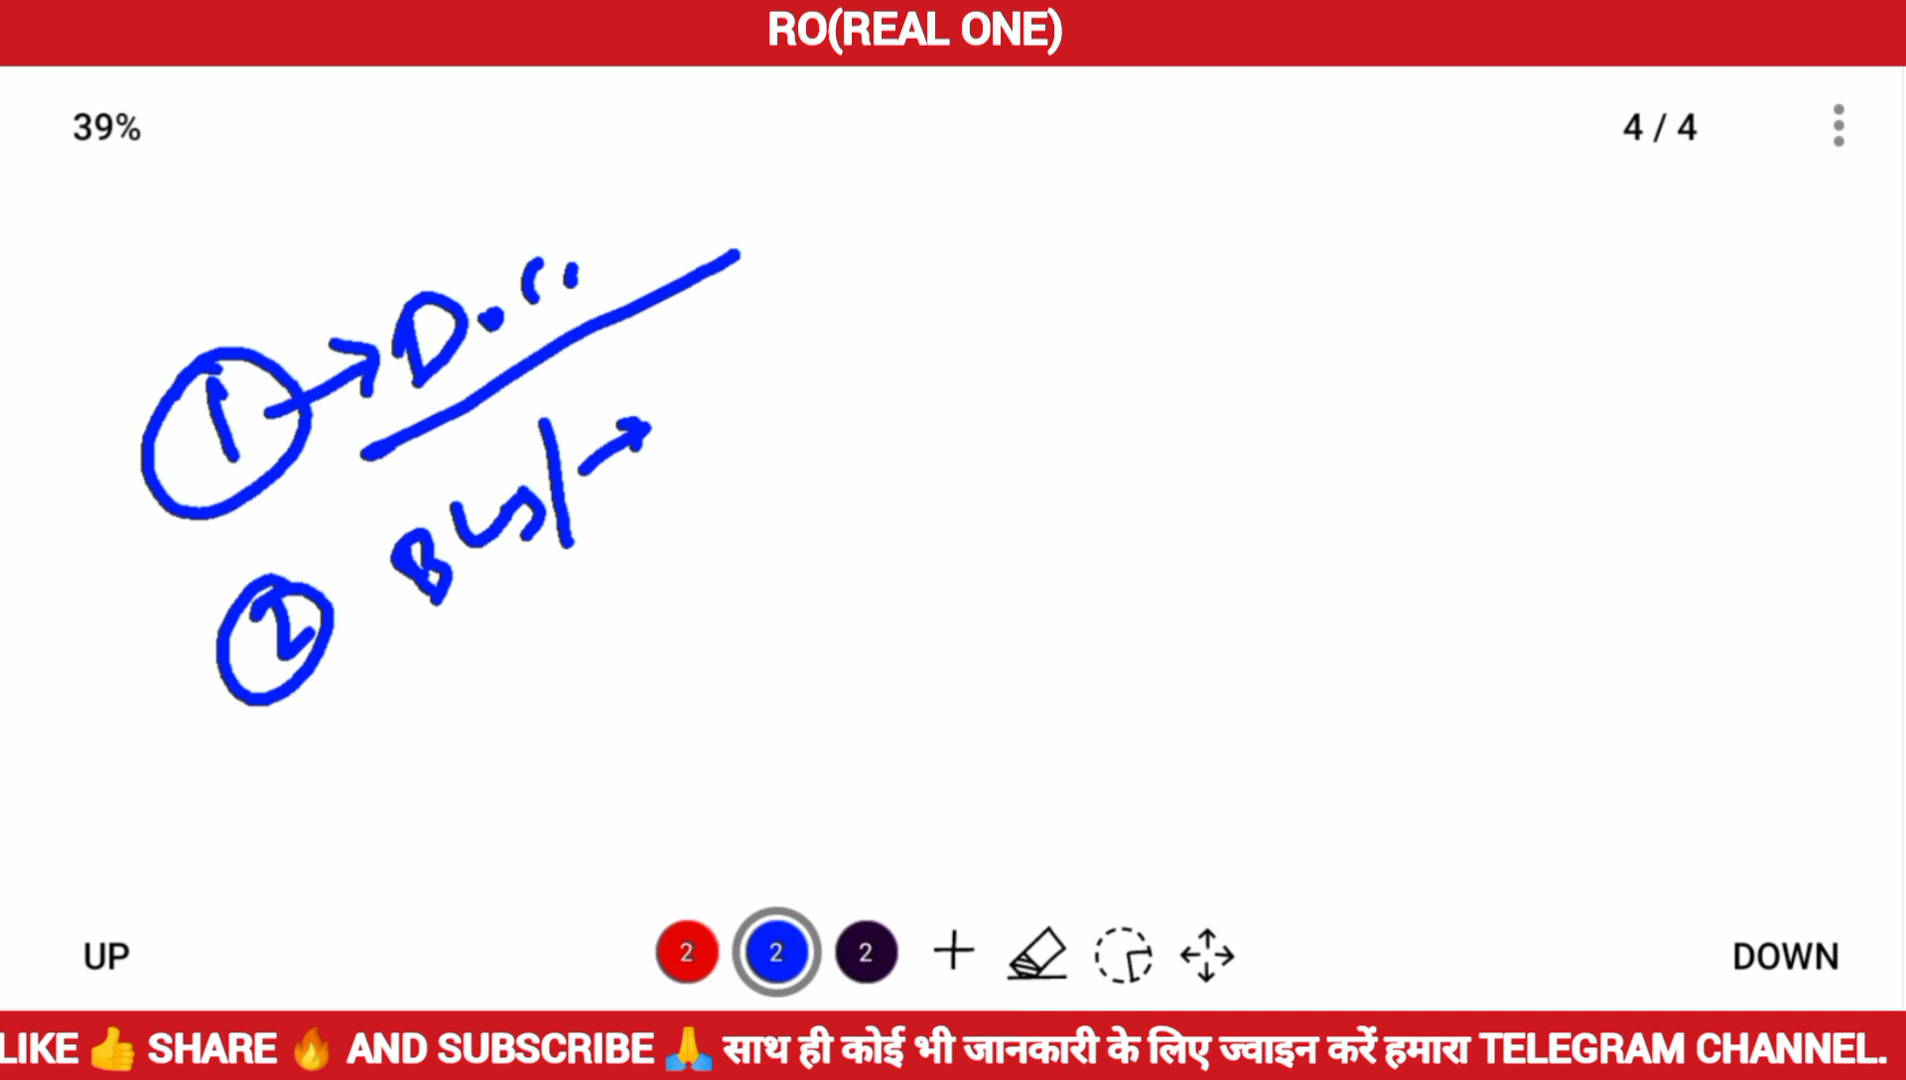 RO(REAL ONE)
39%
4 / 4
1 → D.
2
UP
2 2 2
DOWN
LIKE 👍 SHARE 🔥 AND SUBSCRIBE 🙏 साथ ही कोई भी जानकारी के लिए ज्वाइन करें हमारा TELEGRAM CHANNEL.